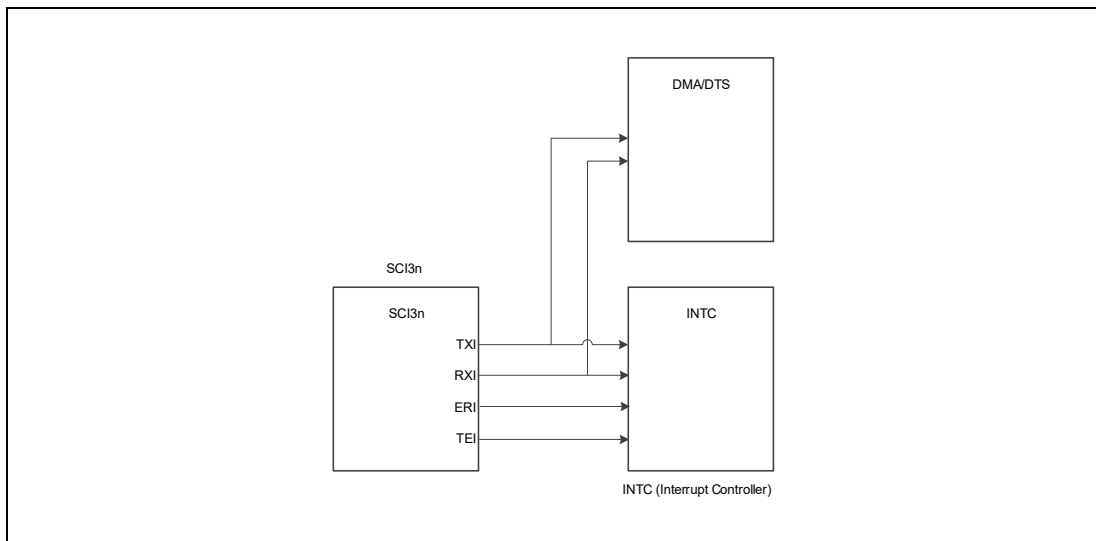 DMA/DTS
SCI3n
SCI3n
INTC
TXI
RXI
ERI
TEI
INTC (Interrupt Controller)